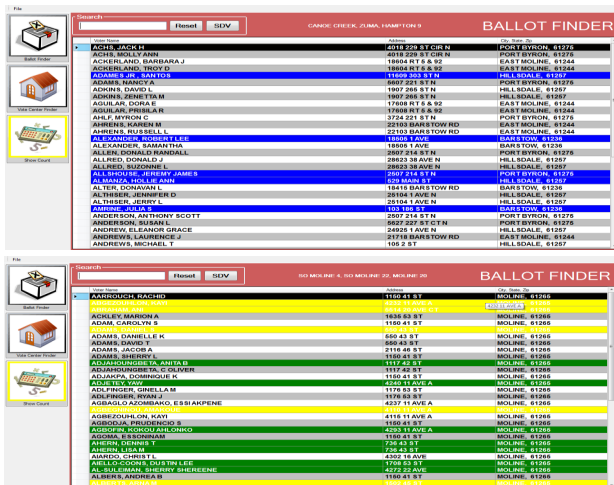 File
Search
Reset
SDV
CANOE CREEK, ZUMA, HAMPTON 9
BALLOT FINDER
Voter Name Address City, State, Zip
ACHS, JACK H 4018 229 ST CIR N PORT BYRON, 61275
ACHS, MOLLY ANN 4018 229 ST CIR N PORT BYRON, 61275
ACKERLAND, BARBARA J 18604 RT 5 & 92 EAST MOLINE, 61244
ACKERLAND, TROY D 18604 RT 5 & 92 EAST MOLINE, 61244
ADAMES JR , SANTOS 11609 303 ST N HILLSDALE, 61257
ADAMS, NANCY A 5607 221 ST N PORT BYRON, 61275
ADKINS, DAVID L 1907 265 ST N HILLSDALE, 61257
ADKINS, ZENETTA M 1907 265 ST N HILLSDALE, 61257
AGUILAR, DORA E 17608 RT 5 & 92 EAST MOLINE, 61244
AGUILAR, PRISILA R 17608 RT 5 & 92 EAST MOLINE, 61244
AHLF, MYRON C 3724 221 ST N PORT BYRON, 61275
AHRENS, KAREN M 22103 BARSTOW RD EAST MOLINE, 61244
AHRENS, RUSSELL L 22103 BARSTOW RD EAST MOLINE, 61244
ALEXANDER, ROBERT LEE 18505 1 AVE BARSTOW, 61236
ALEXANDER, SAMANTHA 18505 1 AVE BARSTOW, 61236
ALLEN, DONALD RANDALL 2507 214 ST N PORT BYRON, 61275
ALLRED, DONALD J 28623 38 AVE N HILLSDALE, 61257
ALLRED, SUZONNE L 28623 38 AVE N HILLSDALE, 61257
ALLSHOUSE, JEREMY JAMES 2507 214 ST N PORT BYRON, 61275
ALMANZA, HOLLIE ANN 529 MAIN ST HILLSDALE, 61257
ALTER, DONAVAN L 18415 BARSTOW RD EAST MOLINE, 61244
ALTHISER, JENNIFER D 25104 1 AVE N HILLSDALE, 61257
ALTHISER, JERRY L 25104 1 AVE N HILLSDALE, 61257
AMRINE, JULIA S 103 186 ST BARSTOW, 61236
ANDERSON, ANTHONY SCOTT 2507 214 ST N PORT BYRON, 61275
ANDERSON, SUSAN L 5627 227 ST CT N PORT BYRON, 61275
ANDREW, ELEANOR GRACE 24925 1 AVE N HILLSDALE, 61257
ANDREWS, LAURENCE J 21718 BARSTOW RD EAST MOLINE, 61244
ANDREWS, MICHAEL T 105 2 ST HILLSDALE, 61257
Ballot Finder
Vote Center Finder
Show Count
File
Search
Reset
SDV
SO MOLINE 4, SO MOLINE 22, MOLINE 20
BALLOT FINDER
Voter Name Address City, State, Zip
AARROUCH, RACHID 1150 41 ST MOLINE, 61265
ACKLEY, MARION A 1635 53 ST MOLINE, 61265
ADAM, CAROLYN S 1150 41 ST MOLINE, 61265
ADAMS, DANIELLE K 550 43 ST MOLINE, 61265
ADAMS, DAVID T 550 43 ST MOLINE, 61265
ADAMS, JACOB A 2116 46 ST MOLINE, 61265
ADAMS, SHERRY L 1150 41 ST MOLINE, 61265
ADJAHOUNGBETA, ANITA B 1117 42 ST MOLINE, 61265
ADJAHOUNGBETA, C OLIVER 1117 42 ST MOLINE, 61265
ADJAKPA, DOMINIQUE K 1150 41 ST MOLINE, 61265
ADJETEY, YAW 4240 11 AVE A MOLINE, 61265
ADLFINGER, GINELLA M 1176 53 ST MOLINE, 61265
ADLFINGER, RYAN J 1176 53 ST MOLINE, 61265
AGBAGLO AZOMBAKO, ESSI AKPENE 4237 11 AVE A MOLINE, 61265
AGBEZOUHLON, KAYI 4115 11 AVE A MOLINE, 61265
AGBODJA, PRUDENCIO S 1150 41 ST MOLINE, 61265
AGBOFIN, KOKOU AHLONKO 4293 11 AVE C MOLINE, 61265
AGOMA, ESSONINAM 1150 41 ST MOLINE, 61265
AHERN, DENNIS T 736 43 ST MOLINE, 61265
AHERN, LISA M 736 43 ST MOLINE, 61265
AIARDO, CHRIST L 4302 16 AVE MOLINE, 61265
AIELLO-COONS, DUSTIN LEE 1708 53 ST MOLINE, 61265
AL-SULEIMAN, SHERRY SHEREENE 4272 22 AVE MOLINE, 61265
ALBERS, ANDREA B 1150 41 ST MOLINE, 61265
Ballot Finder
Vote Center Finder
Show Count